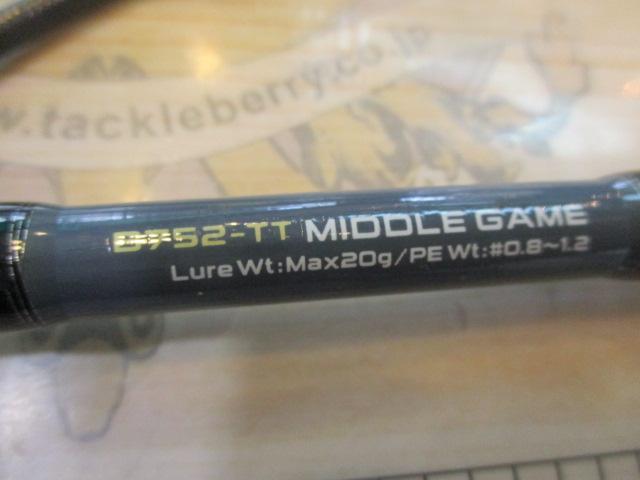 www.tackleberry.co.jp
B752-TT MIDDLE GAME
Lure Wt:Max20g/PE Wt:#0.8~1.2